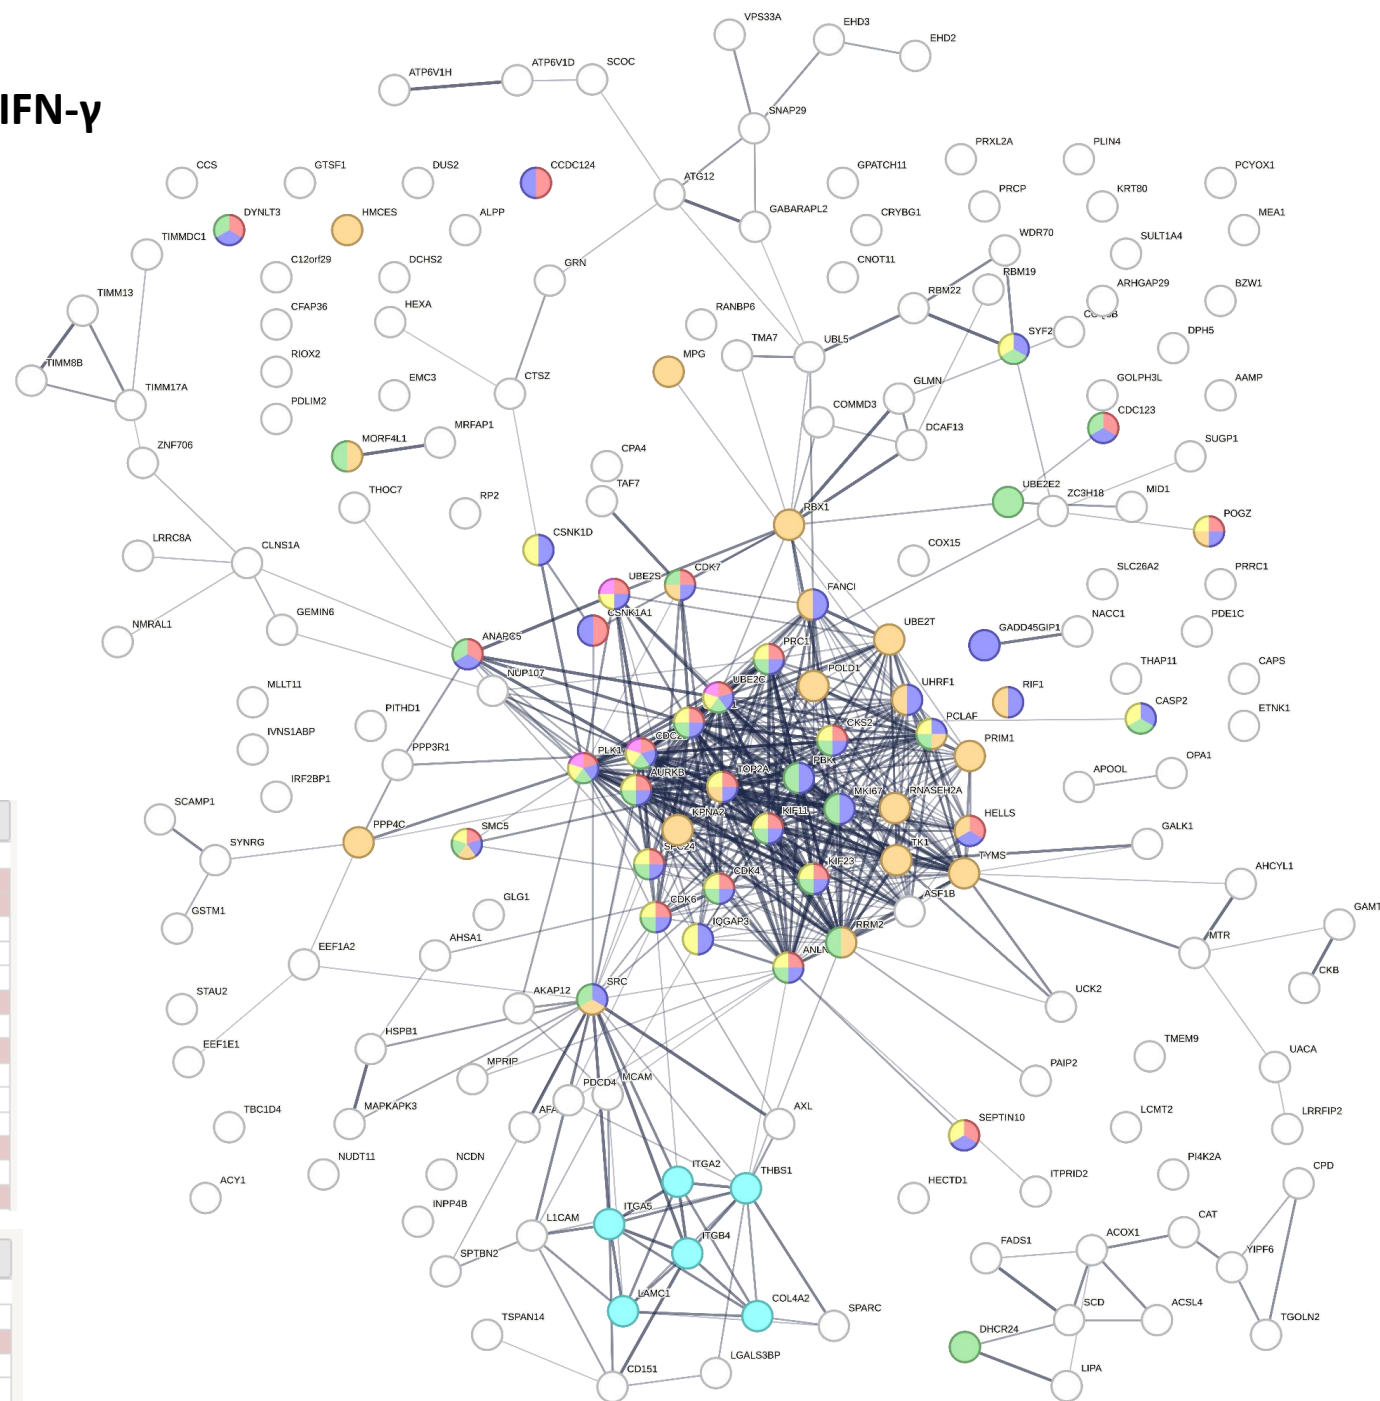 VPS33A
EHD3
EHD2
ATP6V1H
ATP6V1D
SCOC
IFN-γ
SNAP29
PRXL2A
PLIN4
CCS
GTSF1
DUS2
CCDC124
ATG12
GPATCH11
PCYOX1
PRCP
KRT80
DYNLT3
HMCES
ALPP
GABARAPL2
CRYBG1
MEA1
TIMMDC1
WDR70
SULT1A4
C12orf29
DCHS2
GRN
CNOT11
RBM19
TIMM13
CFAP36
HEXA
RANBP6
RBM22
ARHGAP29
BZW1
TMA7
UBL5
SYF2
DPH5
TIMM8B
RIOX2
MPG
TIMM17A
EMC3
CTSZ
GLMN
GOLPH3L
AAMP
PDLIM2
COMMD3
CDC123
MORF4L1
MRFAP1
DCAF13
ZNF706
SUGP1
CPA4
THOC7
RP2
TAF7
RBX1
UBE2E2
ZC3H18
MID1
POGZ
LRRC8A
CLNS1A
CSNK1D
COX15
UBE2S
CDK7
FANCI
SLC26A2
PRRC1
CSNK1A1
NMRAL1
GEMIN6
ANAPC5
PRC1
UBE2T
GADD45GIP1
NACC1
PDE1C
NUP107
POLD1
UBE2C
UHRF1
THAP11
CAPS
MLLT11
RIF1
PITHD1
CKS2
PCLAF
CASP2
ETNK1
IVNS1ABP
PPP3R1
PLK1
PRIM1
IRF2BP1
AURKB
TOP2A
PBK
APOOL
OPA1
SCAMP1
KPNA2
KIF11
MKI67
RNASEH2A
HELLS
SYNRG
PPP4C
SMC5
TK1
TYMS
GALK1
KIF23
CDK4
AHCYL1
GSTM1
GLG1
CDK6
ASF1B
GAMT
EEF1A2
AHSA1
IQGAP3
RRM2
MTR
ANLN
CKB
STAU2
AKAP12
SRC
UCK2
EEF1E1
HSPB1
TMEM9
UACA
MPRIP
PDCD4
MCAM
PAIP2
TBC1D4
MAPKAPK3
AXL
SEPTIN10
LCMT2
LRRFIP2
ACY1
NUDT11
NCDN
ITGA2
THBS1
HECTD1
ITPRID2
PI4K2A
CPD
INPP4B
L1CAM
ITGA5
ITGB4
CAT
SPTBN2
FADS1
ACOX1
YIPF6
LAMC1
COL4A2
SPARC
SCD
ACSL4
TGOLN2
TSPAN14
DHCR24
CD151
LGALS3BP
LIPA